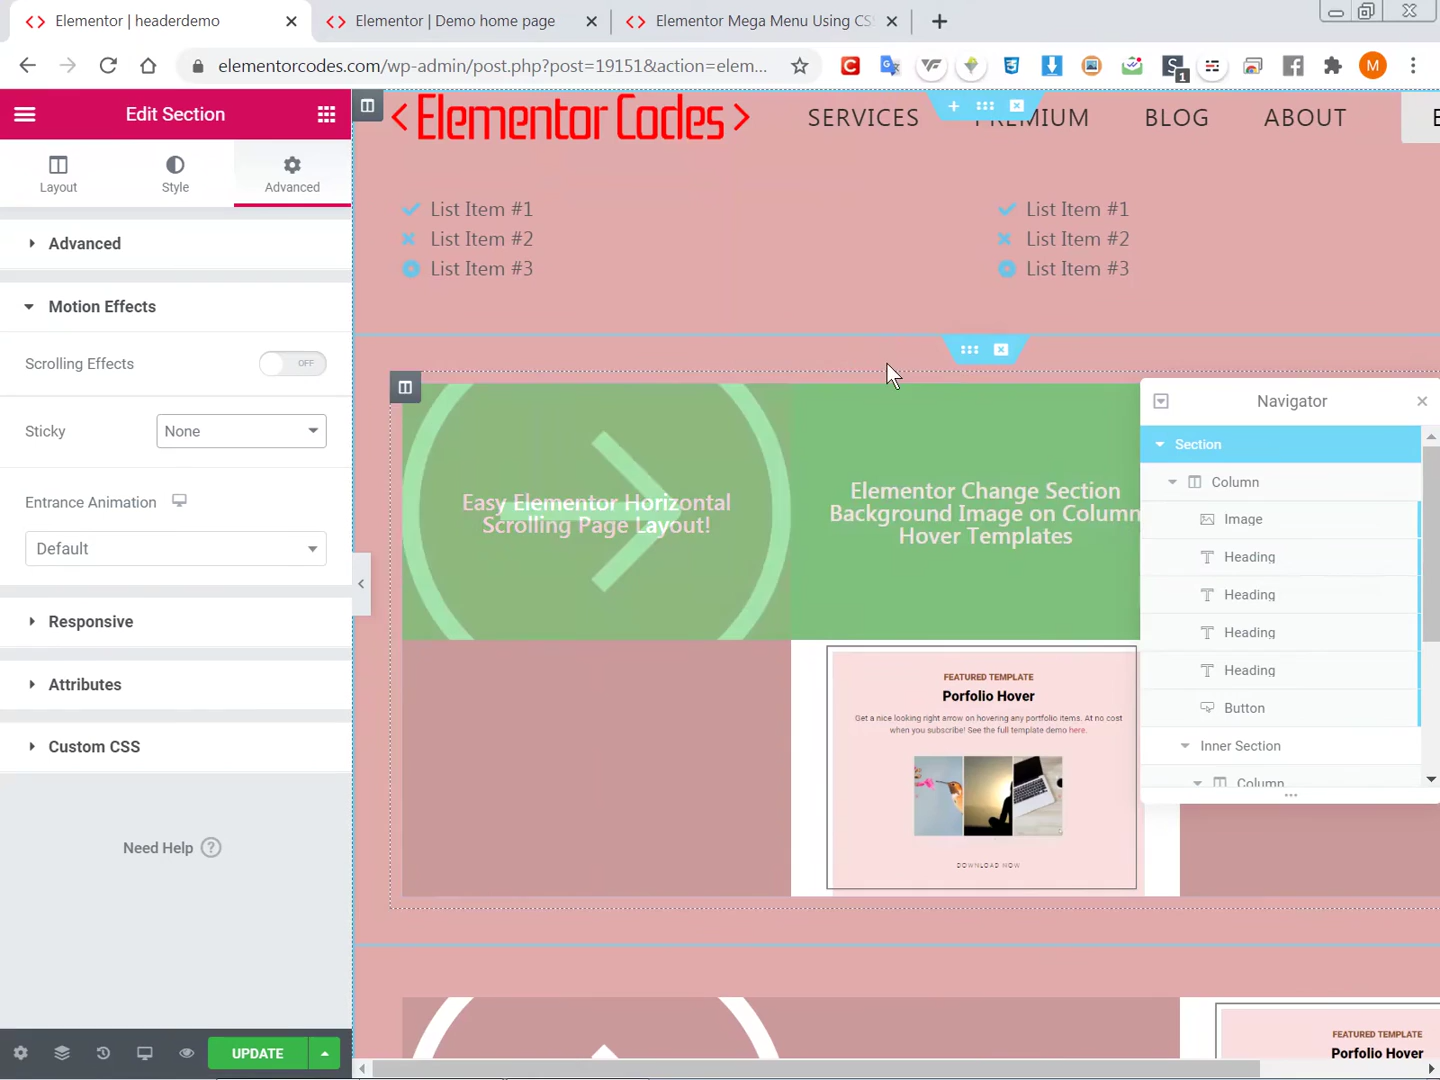 Elementor | headerdemo
Elementor | Demo home page
Elementor Mega Menu Using CS
elementorcodes.com/wp-admin/post.php?post=19151&action=elem...
1
M
Edit Section
Layout
Style
Advanced
Advanced
Motion Effects
Scrolling Effects
OFF
Sticky
None
Entrance Animation
Default
Responsive
Attributes
Custom CSS
Need Help
UPDATE
<Elementor Codes>
SERVICES
PREMIUM
BLOG
ABOUT
List Item #1
List Item #2
List Item #3
List Item #1
List Item #2
List Item #3
Easy Elementor Horizontal
Scrolling Page Layout!
Elementor Change Section
Background Image on Column
Hover Templates
FEATURED TEMPLATE
Porfolio Hover
Get a nice looking right arrow on hovering any portfolio items. At no cost
when you subscribe! See the full template demo here.
DOWNLOAD NOW
Navigator
Section
Column
Image
Heading
Heading
Heading
Heading
Button
Inner Section
Column
FEATURED TEMPLATE
Porfolio Hover